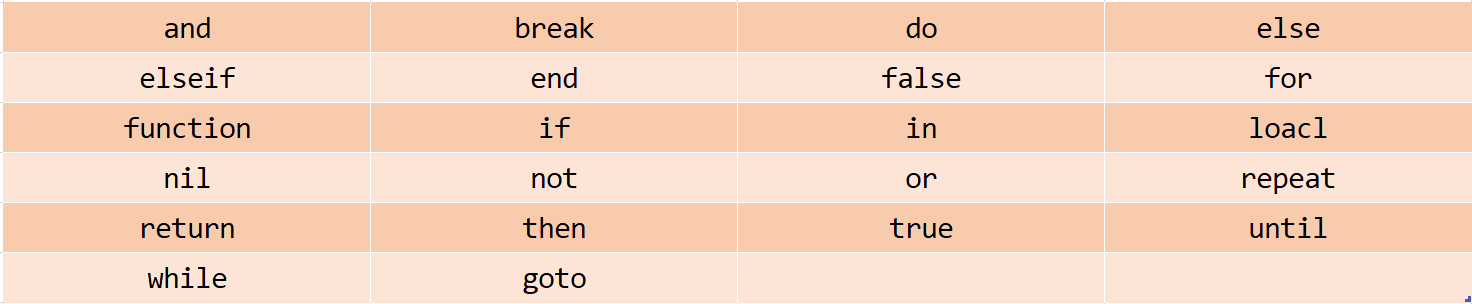 and break do else
elseif end false for
function if in loacl
nil not or repeat
return then true until
while goto